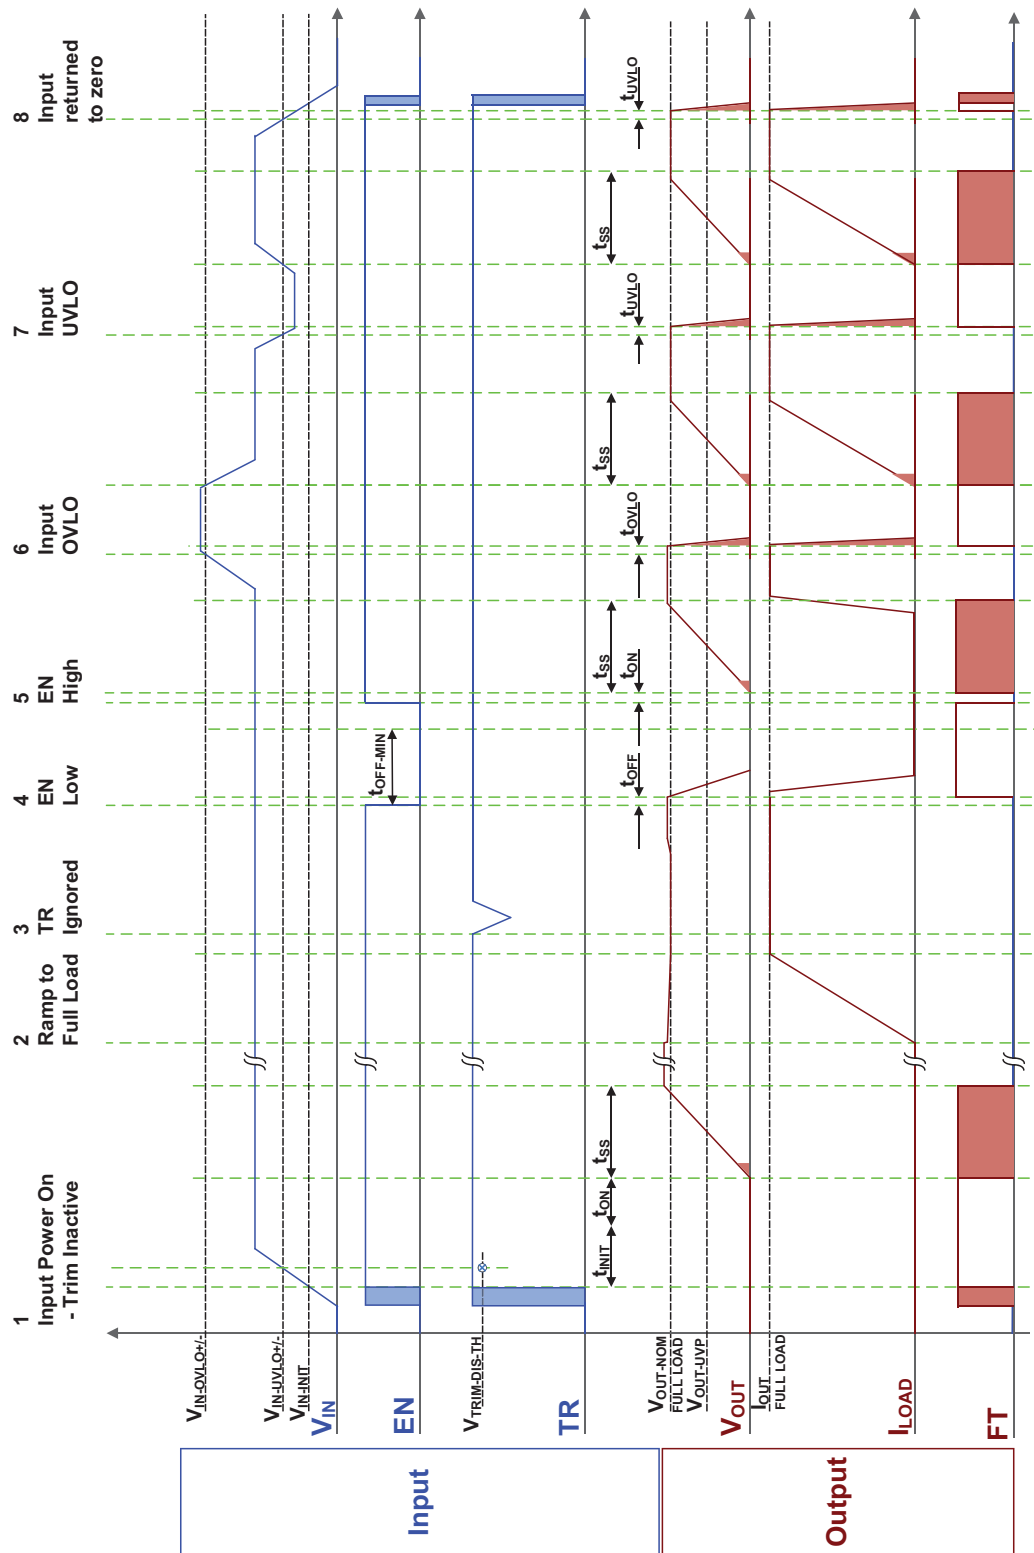 1
Input Power On
- Trim Inactive
2
Ramp to
Full Load
3
TR
Ignored
4
EN
Low
5
EN
High
6
Input
OVLO
7
Input
UVLO
8
Input
returned
to zero
Input
VIN-OVLO+/-
VIN-UVLO+/-
VIN-INIT
VIN
EN
tOFF-MIN
VTRIM-DIS-TH
TR
tINIT
tON
tSS
tOFF
tSS
tON
tOVLO
tSS
tUVLO
tSS
tUVLO
Output
VOUT-NOM
FULL LOAD
VOUT-UVP
VOUT
IOUT
FULL LOAD
ILOAD
FT